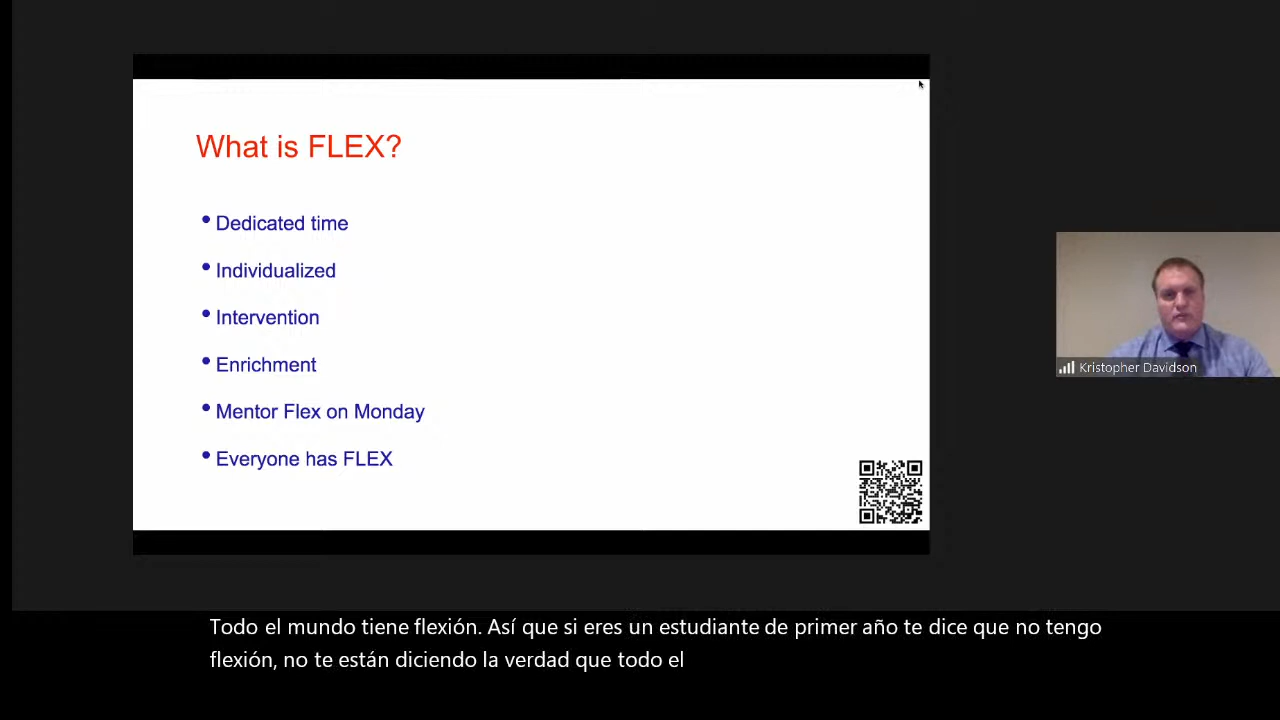 What is FLEX?
• Dedicated time
• Individualized
• Intervention
• Enrichment
• Mentor Flex on Monday
• Everyone has FLEX
Kristopher Davidson
Todo el mundo tiene flexión. Así que si eres un estudiante de primer año te dice que no tengo
flexión, no te están diciendo la verdad que todo el